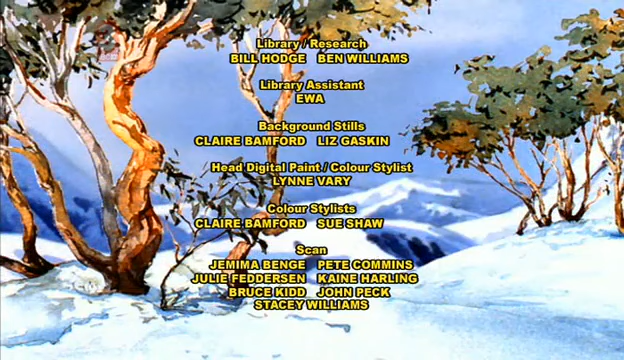 Library / Research
BILL HODGE BEN WILLIAMS
Library Assistant
EWA
Background Stills
CLAIRE BAMFORD LIZ GASKIN
Head Digital Paint / Colour Stylist
LYNNE VARY
Colour Stylists
CLAIRE BAMFORD SUE SHAW
Scan
JEMIMA BENGE PETE COMMINS
JULIE FEDDERSEN KAINE HARLING
BRUCE KIDD JOHN PECK
STACEY WILLIAMS